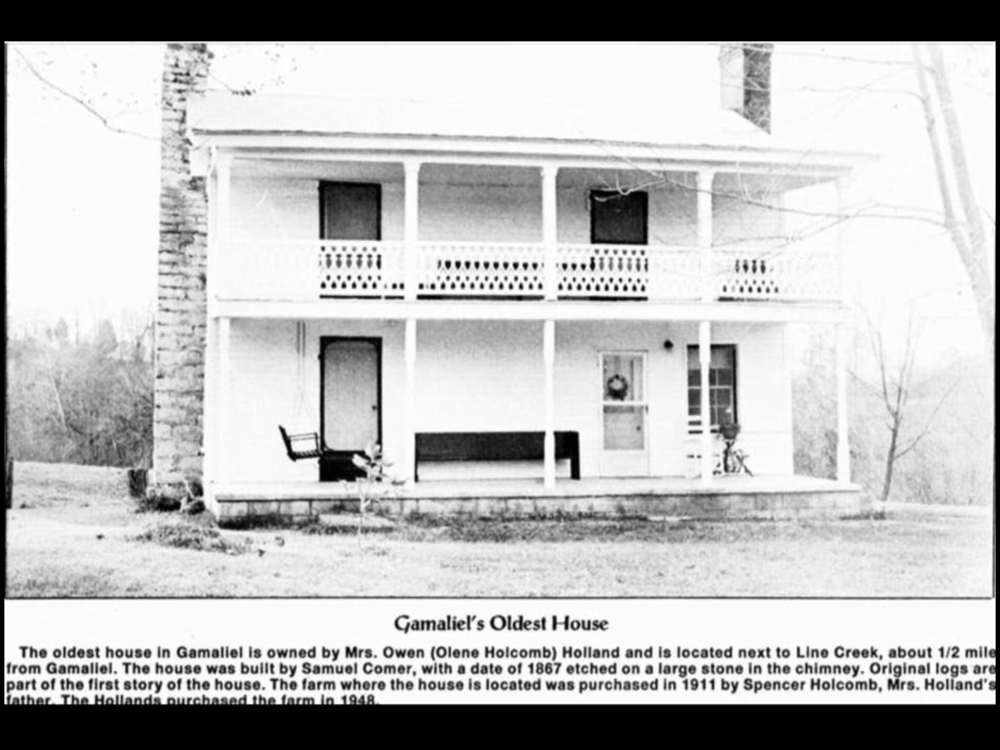 Gamaliel's Oldest House
The oldest house in Gamaliel is owned by Mrs. Owen (Olene Holcomb) Holland and is located next to Line Creek, about 1/2 mile
from Gamaliel. The house was built by Samuel Comer, with a date of 1867 etched on a large stone in the chimney. Original logs are
part of the first story of the house. The farm where the house is located was purchased in 1911 by Spencer Holcomb, Mrs. Holland's
father. The Hollands purchased the farm in 1948.